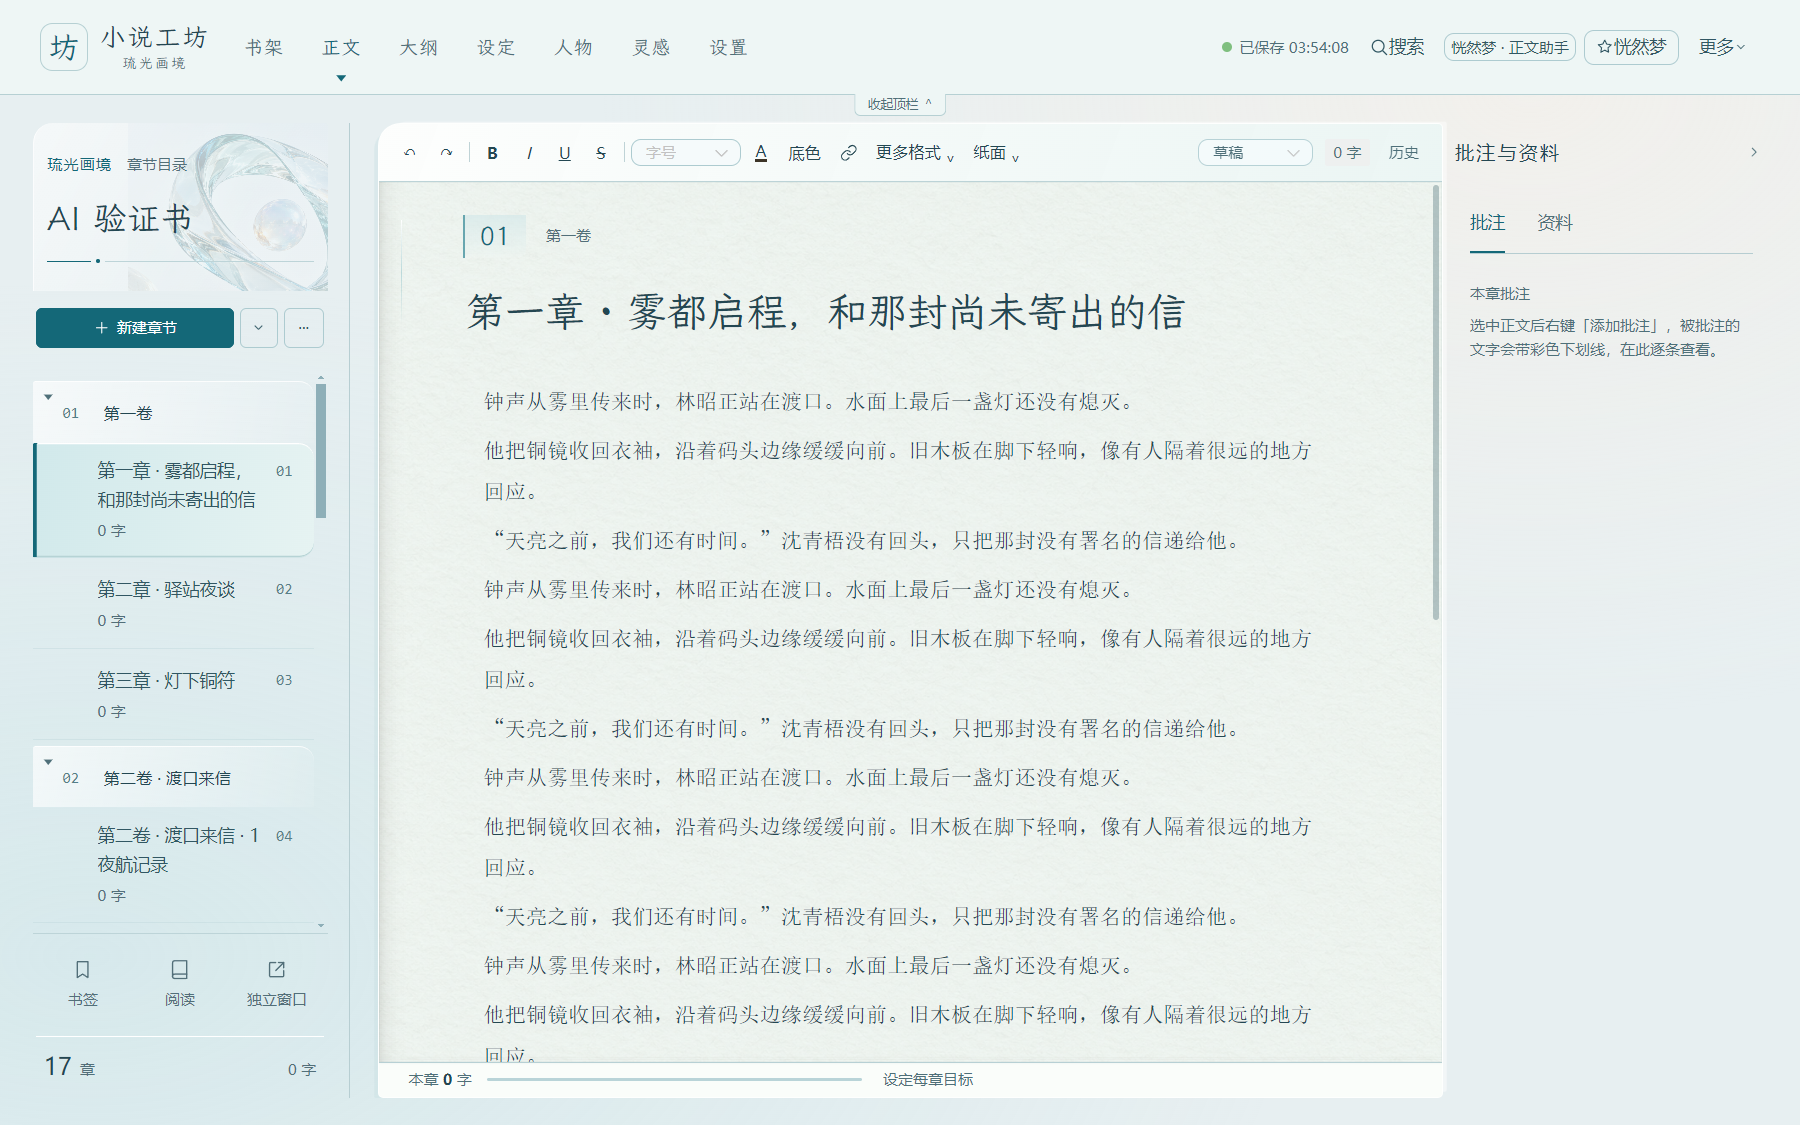 坊
小说工坊
琉光画境
书架
正文
大纲
设定
人物
灵感
设置
已保存 03:54:08
搜索
恍然梦 · 正文助手
恍然梦
更多
收起顶栏 ^
琉光画境 章节目录
AI 验证书
+ 新建章节
...
01 第一卷
第一章 · 雾都启程， 01
和那封尚未寄出的信
0 字
第二章 · 驿站夜谈 02
0 字
第三章 · 灯下铜符 03
0 字
02 第二卷 · 渡口来信
第二卷 · 渡口来信 · 1 04
夜航记录
0 字
书签
阅读
独立窗口
17 章
0 字
B I U S 字号 A 底色 更多格式 纸面
草稿 0 字 历史
01 第一卷
第一章・雾都启程，和那封尚未寄出的信
钟声从雾里传来时，林昭正站在渡口。水面上最后一盏灯还没有熄灭。
他把铜镜收回衣袖，沿着码头边缘缓缓向前。旧木板在脚下轻响，像有人隔着很远的地方
回应。
“天亮之前，我们还有时间。”沈青梧没有回头，只把那封没有署名的信递给他。
钟声从雾里传来时，林昭正站在渡口。水面上最后一盏灯还没有熄灭。
他把铜镜收回衣袖，沿着码头边缘缓缓向前。旧木板在脚下轻响，像有人隔着很远的地方
回应。
“天亮之前，我们还有时间。”沈青梧没有回头，只把那封没有署名的信递给他。
钟声从雾里传来时，林昭正站在渡口。水面上最后一盏灯还没有熄灭。
他把铜镜收回衣袖，沿着码头边缘缓缓向前。旧木板在脚下轻响，像有人隔着很远的地方
回应。
“天亮之前，我们还有时间。”沈青梧没有回头，只把那封没有署名的信递给他。
钟声从雾里传来时，林昭正站在渡口。水面上最后一盏灯还没有熄灭。
他把铜镜收回衣袖，沿着码头边缘缓缓向前。旧木板在脚下轻响，像有人隔着很远的地方
回应。
本章 0 字
设定每章目标
批注与资料
批注
资料
本章批注
选中正文后右键「添加批注」，被批注的
文字会带彩色下划线，在此逐条查看。